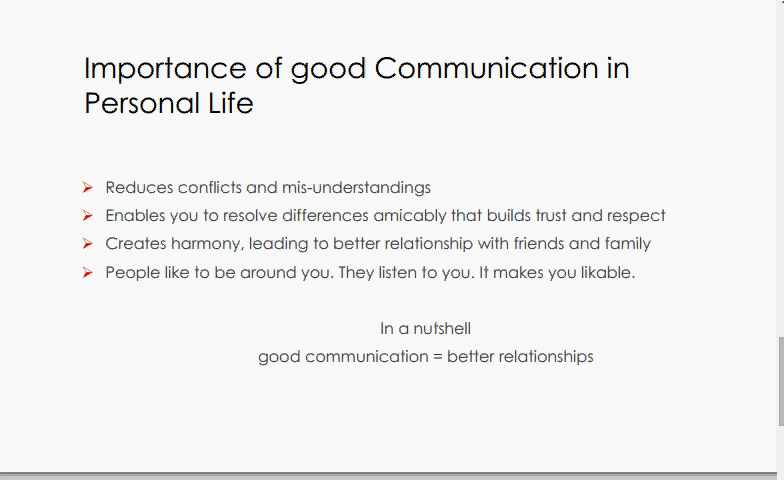 Importance of good Communication in
Personal Life
Reduces conflicts and mis-understandings
Enables you to resolve differences amicably that builds trust and respect
Creates harmony, leading to better relationship with friends and family
People like to be around you. They listen to you. It makes you likable.
In a nutshell
good communication = better relationships